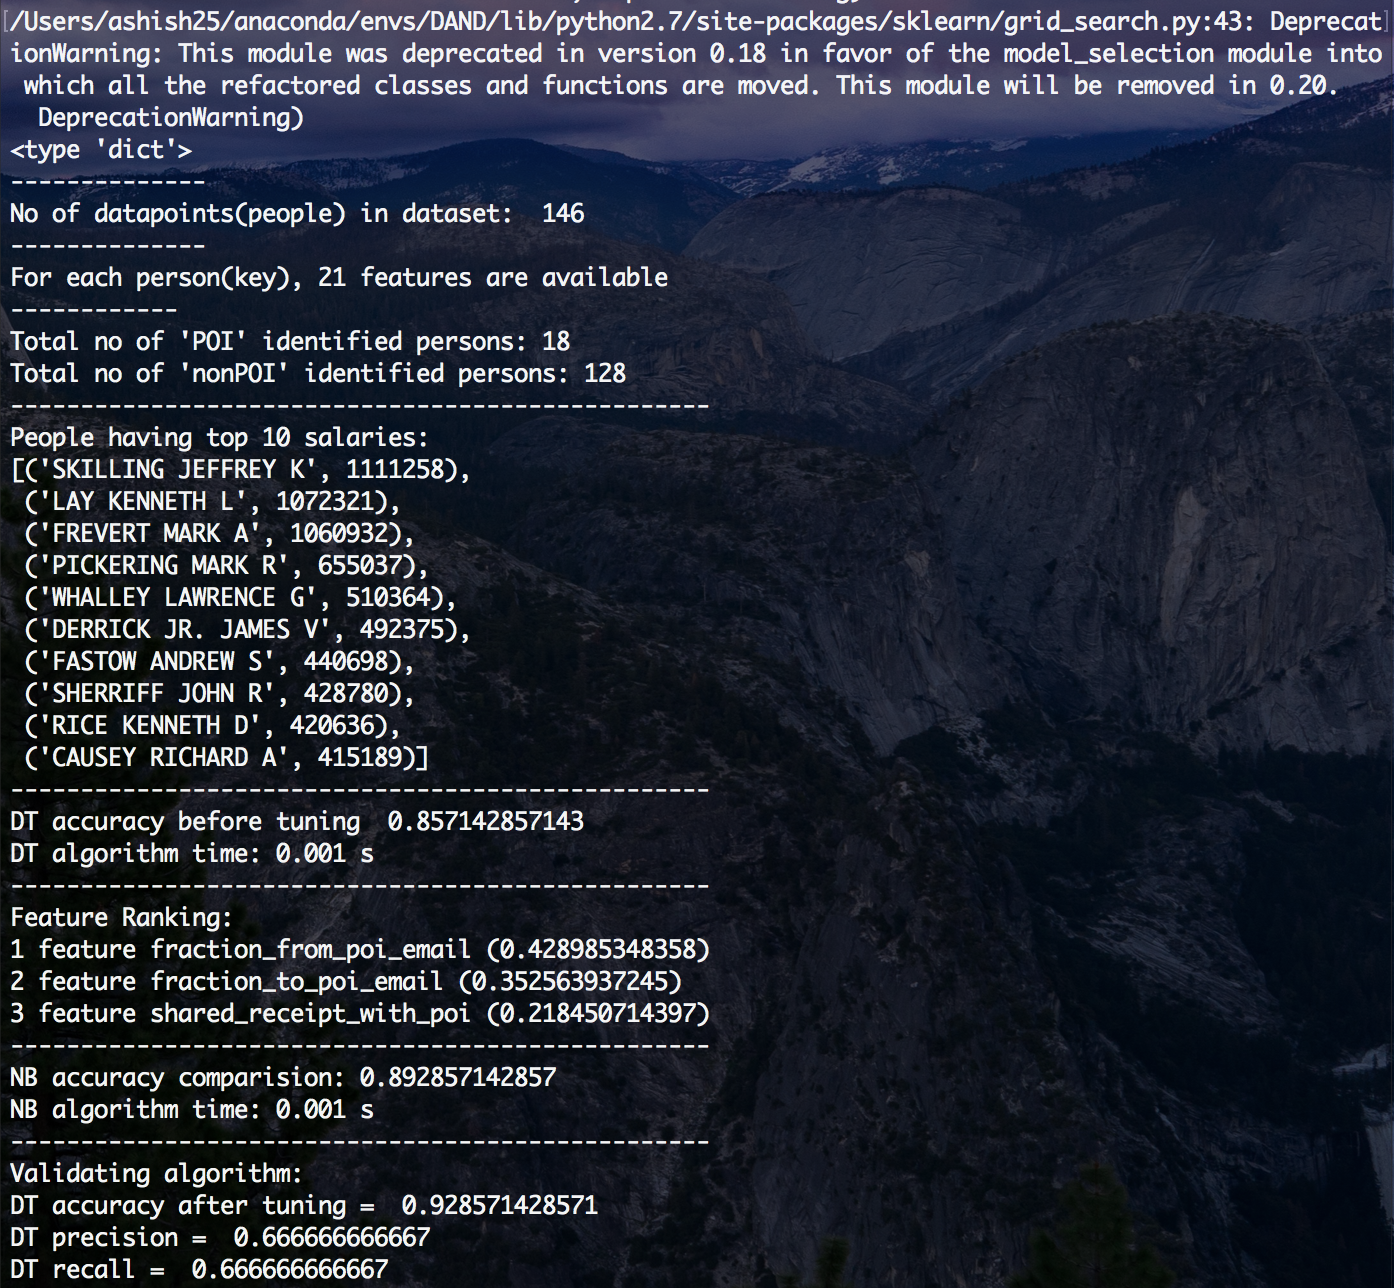 [/Users/ashish25/anaconda/envs/DAND/lib/python2.7/site-packages/sklearn/grid_search.py:43: Deprecat]
ionWarning: This module was deprecated in version 0.18 in favor of the model_selection module into
 which all the refactored classes and functions are moved. This module will be removed in 0.20.
  DeprecationWarning)
<type 'dict'>
--------------
No of datapoints(people) in dataset:  146
--------------
For each person(key), 21 features are available
------------
Total no of 'POI' identified persons: 18
Total no of 'nonPOI' identified persons: 128
--------------------------------------------------
People having top 10 salaries:
[('SKILLING JEFFREY K', 1111258),
 ('LAY KENNETH L', 1072321),
 ('FREVERT MARK A', 1060932),
 ('PICKERING MARK R', 655037),
 ('WHALLEY LAWRENCE G', 510364),
 ('DERRICK JR. JAMES V', 492375),
 ('FASTOW ANDREW S', 440698),
 ('SHERRIFF JOHN R', 428780),
 ('RICE KENNETH D', 420636),
 ('CAUSEY RICHARD A', 415189)]
--------------------------------------------------
DT accuracy before tuning  0.857142857143
DT algorithm time: 0.001 s
--------------------------------------------------
Feature Ranking:
1 feature fraction_from_poi_email (0.428985348358)
2 feature fraction_to_poi_email (0.352563937245)
3 feature shared_receipt_with_poi (0.218450714397)
--------------------------------------------------
NB accuracy comparision: 0.892857142857
NB algorithm time: 0.001 s
--------------------------------------------------
Validating algorithm:
DT accuracy after tuning =  0.928571428571
DT precision =  0.666666666667
DT recall =  0.666666666667